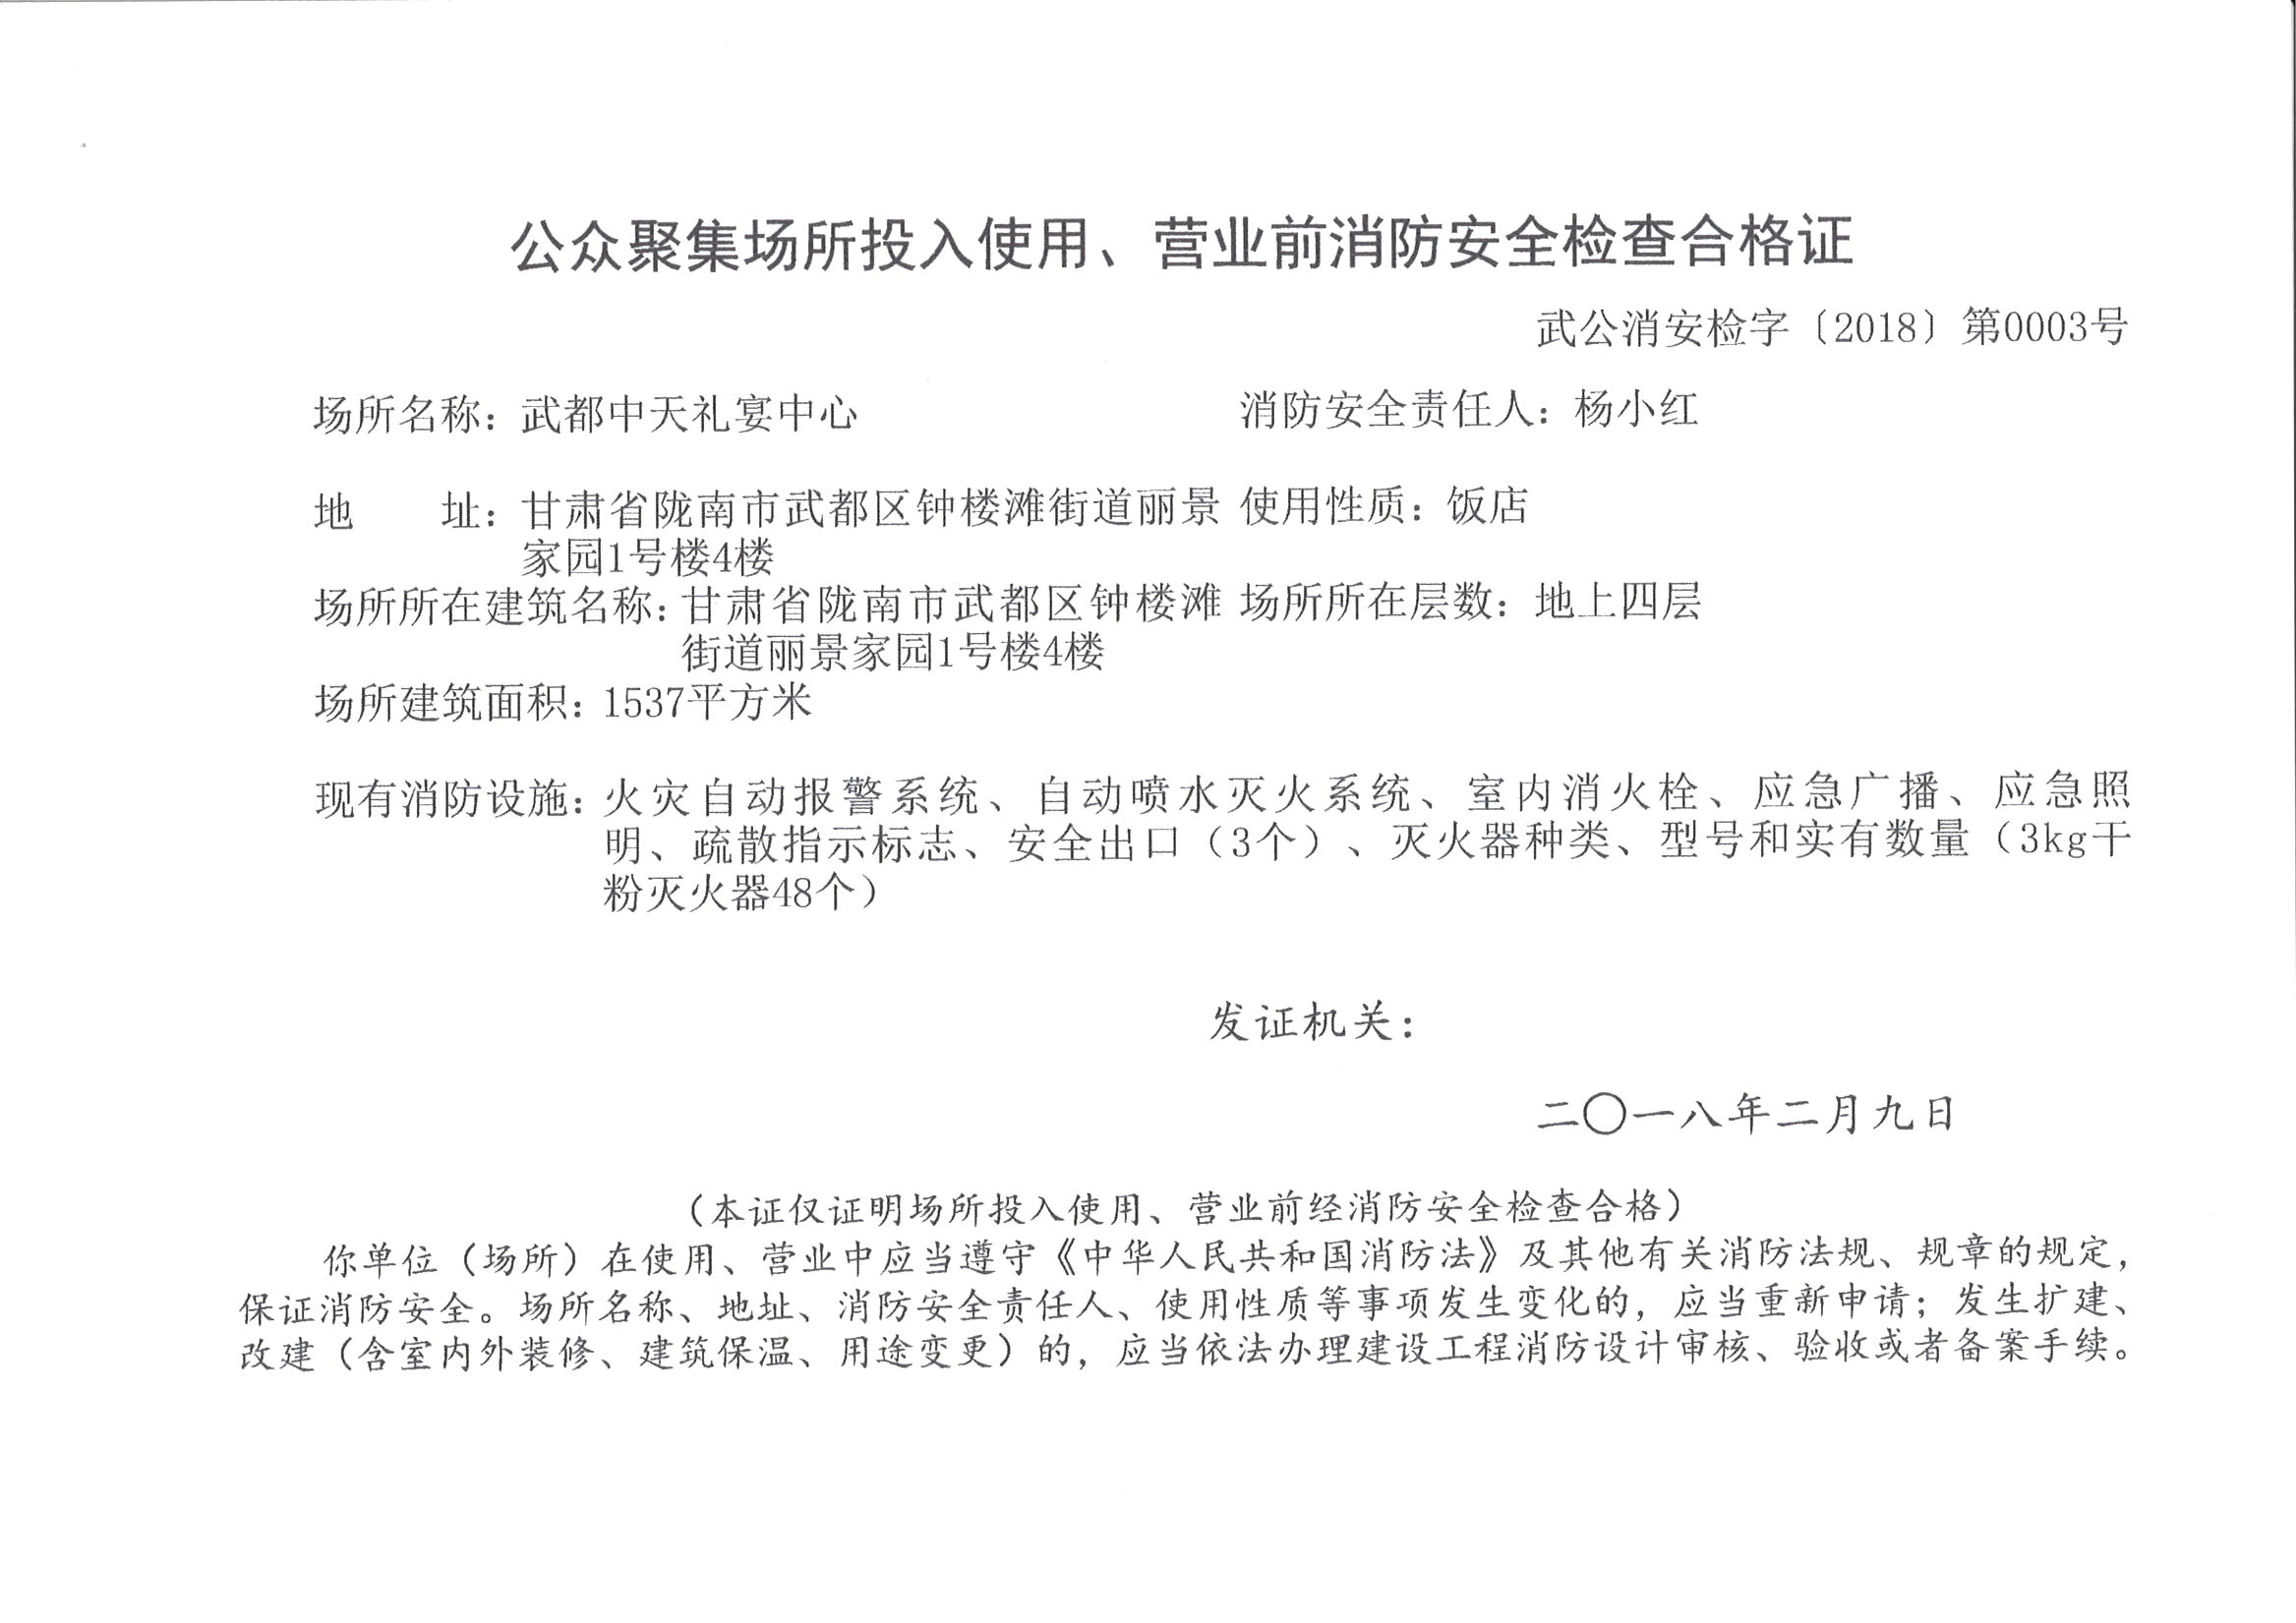 公众聚集场所投入使用、营业前消防安全检查合格证
武公消安检字〔2018〕第0003号
场所名称：武都中天礼宴中心 消防安全责任人：杨小红
地 址：甘肃省陇南市武都区钟楼滩街道丽景 使用性质：饭店
家园1号楼4楼
场所所在建筑名称：甘肃省陇南市武都区钟楼滩 场所所在层数：地上四层
街道丽景家园1号楼4楼
场所建筑面积：1537平方米
现有消防设施：火灾自动报警系统、自动喷水灭火系统、室内消火栓、应急广播、应急照
明、疏散指示标志、安全出口（3个）、灭火器种类、型号和实有数量（3kg干
粉灭火器48个）
发证机关：
二〇一八年二月九日
（本证仅证明场所投入使用、营业前经消防安全检查合格）
你单位（场所）在使用、营业中应当遵守《中华人民共和国消防法》及其他有关消防法规、规章的规定，
保证消防安全。场所名称、地址、消防安全责任人、使用性质等事项发生变化的，应当重新申请；发生扩建、
改建（含室内外装修、建筑保温、用途变更）的，应当依法办理建设工程消防设计审核、验收或者备案手续。